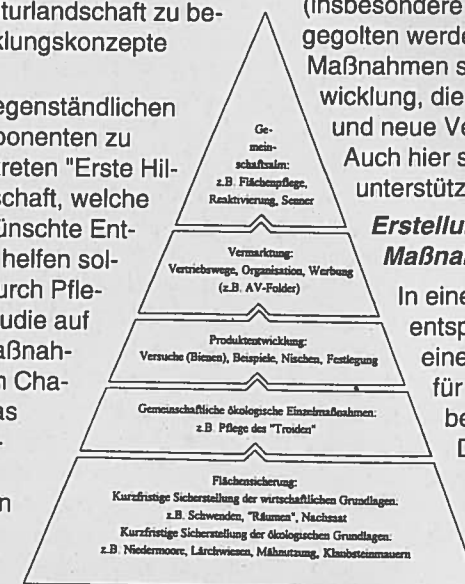 turlandschaft zu be-
klungskonzepte
egenständlichen
ponenten zu
treten "Erste Hil-
schaft, welche
ünschte Ent-
helfen sol-
urch Pfle-
udie auf
aßnah-
n Cha-
as
n
Ge-
mein-
schaftsalm:
z.B. Flächenpflege,
Reaktivierung, Senner
Vermarktung:
Vertriebswege, Organisation, Werbung
(z.B. AV-Folder)
Produktentwicklung:
Versuche (Bienen), Beispiele, Nischen, Festlegung
Gemeinschaftliche ökologische Einzelmaßnahmen:
z.B. Pflege des "Troiden"
Flächensicherung:
Kurzfristige Sicherstellung der wirtschaftlichen Grundlagen:
z.B. Schwenden, "Räumen", Nachsaat
Kurzfristige Sicherstellung der ökologischen Grundlagen:
z.B. Niedermoore, Lärchwiesen, Mähnutzung, Klaubsteinmauern
(insbesondere
gegolten werde
Maßnahmen s
wicklung, die
und neue Ve
Auch hier s
unterstütz
Erstellu
Maßnal
In eine
entsp
eine
für
be
D